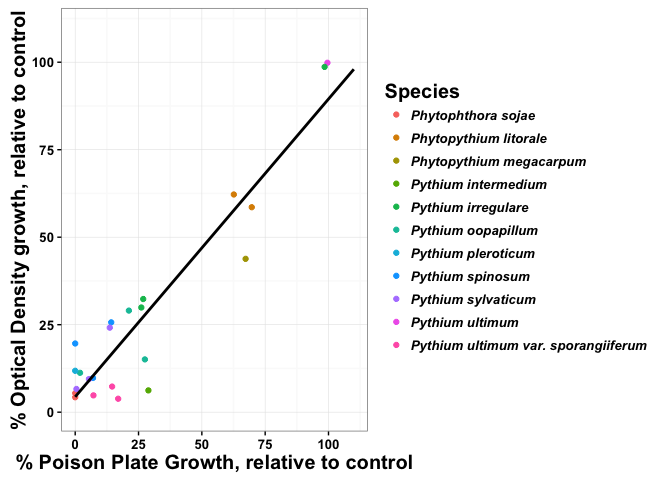 % Optical Density growth, relative to control
100
75
50
25
0
0 25 50 75 100
% Poison Plate Growth, relative to control
Species
Phytophthora sojae
Phytopythium litorale
Phytopythium megacarpum
Pythium intermedium
Pythium irregulare
Pythium oopapillum
Pythium pleroticum
Pythium spinosum
Pythium sylvaticum
Pythium ultimum
Pythium ultimum var. sporangiiferum